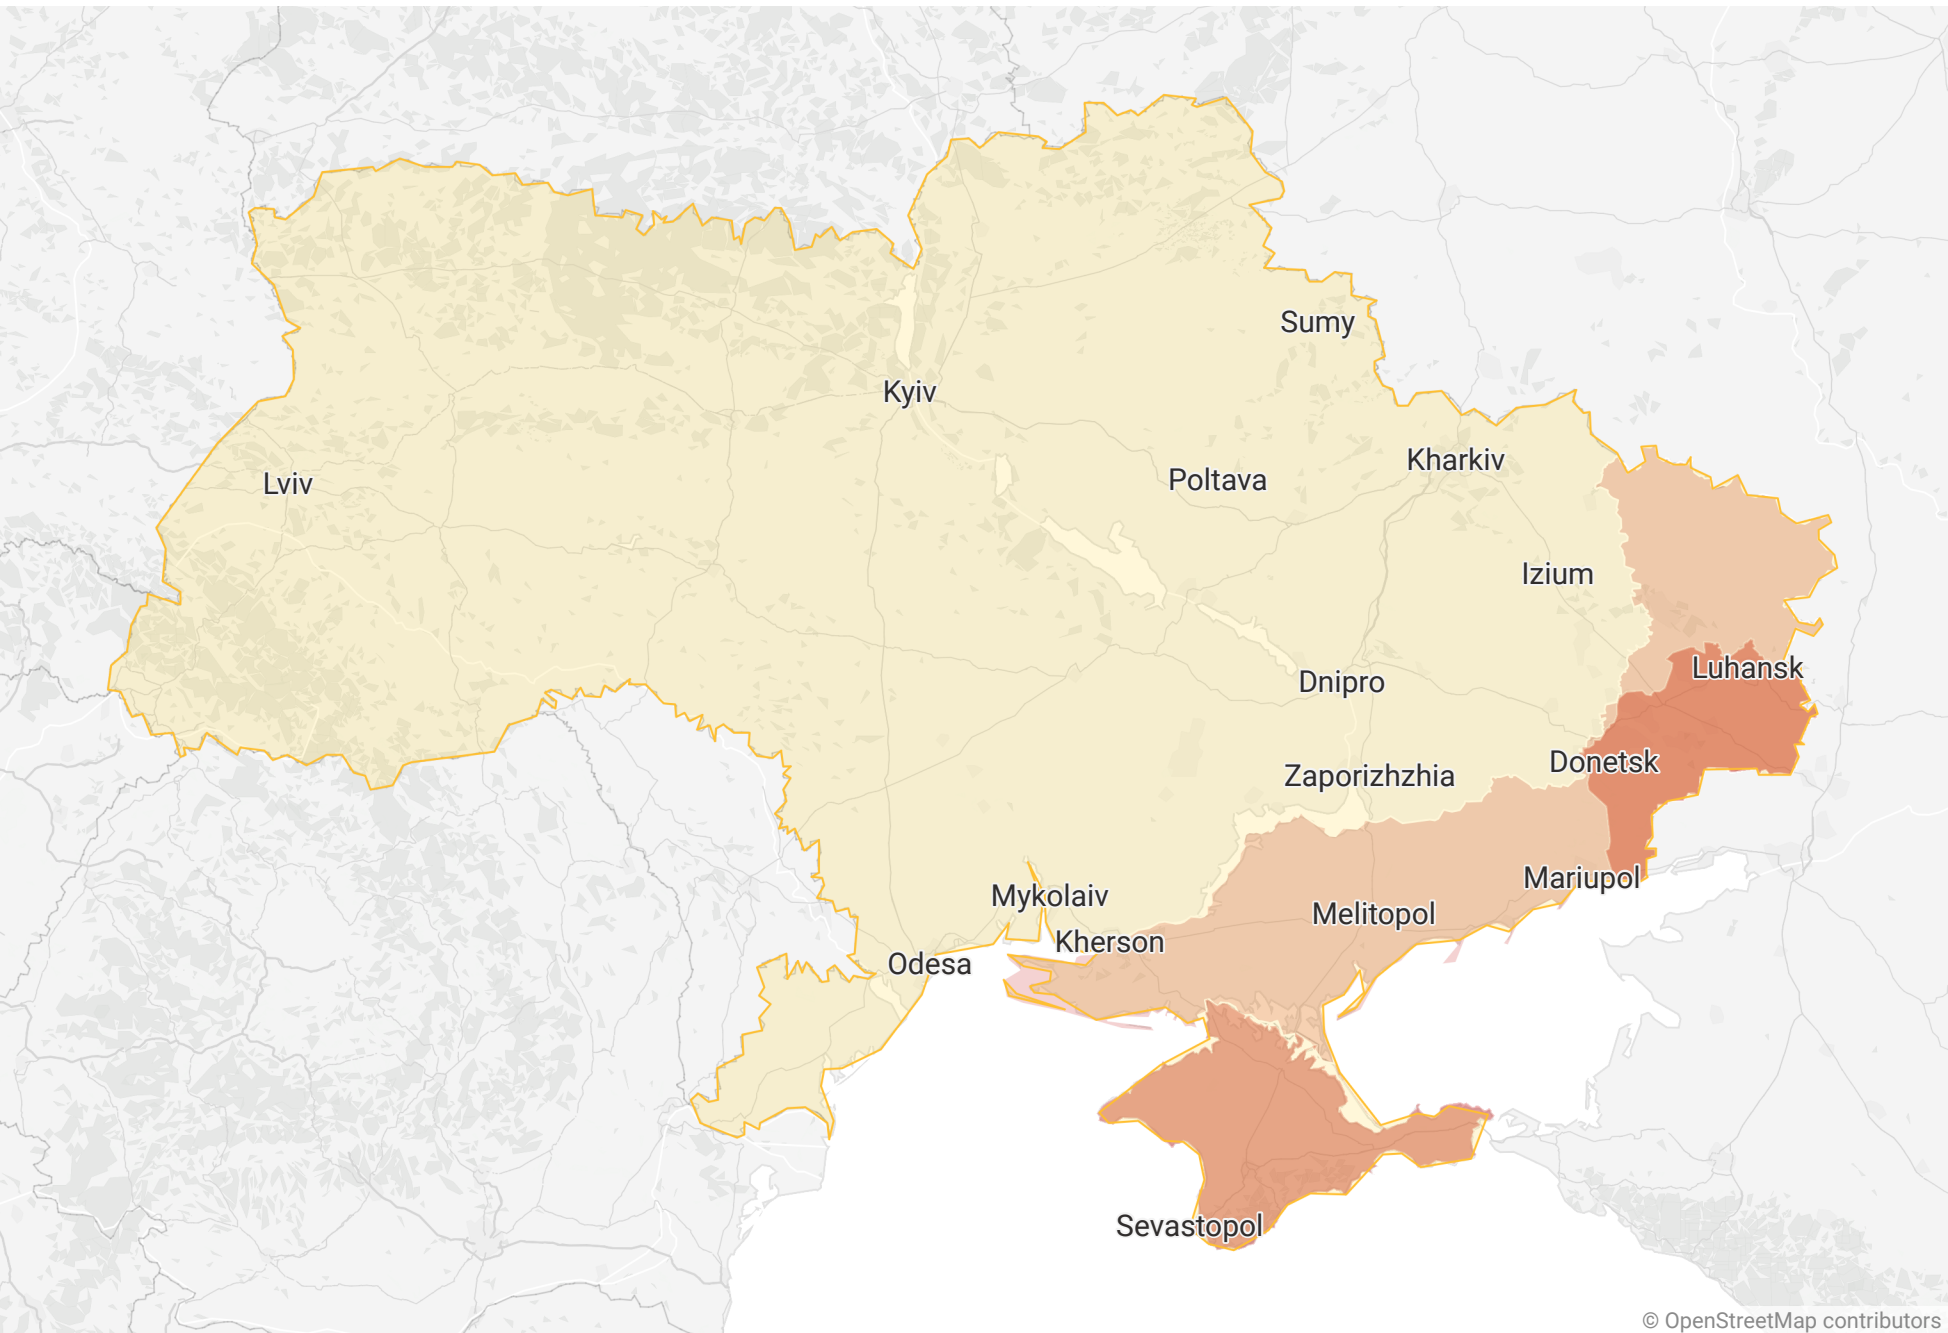 Sumy
Kyiv
Kharkiv
Poltava
Lviv
Izium
Luhansk
Dnipro
Donetsk
Zaporizhzhia
Mariupol
Mykolaiv
Melitopol
Kherson
Odesa
Sevastopol
© OpenStreetMap contributors